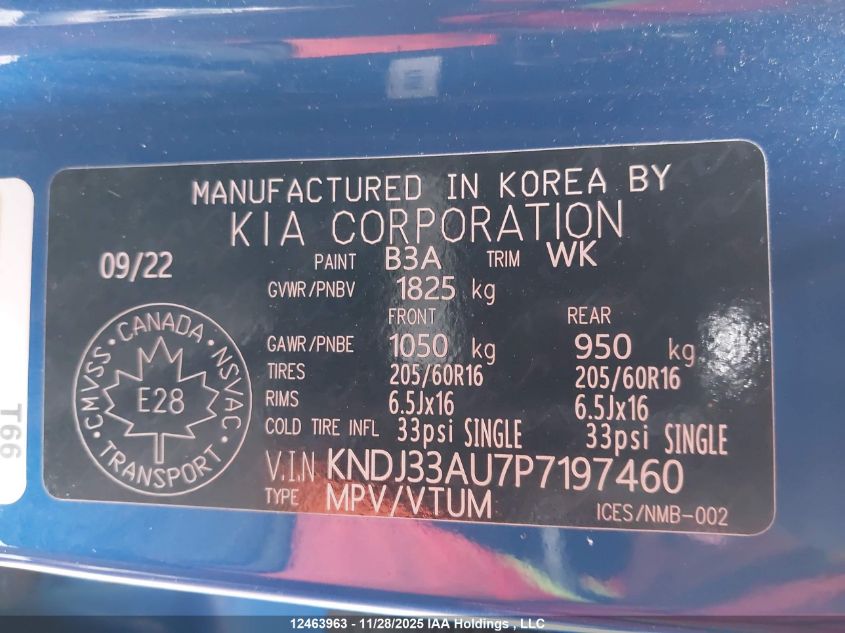 MANUFACTURED IN KOREA BY
KIA CORPORATION
09/22 PAINT B3A TRIM WK
GVWR/PNBV 1825 kg
FRONT REAR
GAWR/PNBE 1050 kg 950 kg
TIRES 205/60R16 205/60R16
RIMS 6.5Jx16 6.5Jx16
COLD TIRE INFL 33psi SINGLE 33psi SINGLE
V.I.N KNDJ33AU7P7197460
TYPE MPV/VTUM ICES/NMB-002
CMVSS • CANADA • NSVAC • TRANSPORT •
E28
T66
12463963 - 11/28/2025 IAA Holdings , LLC